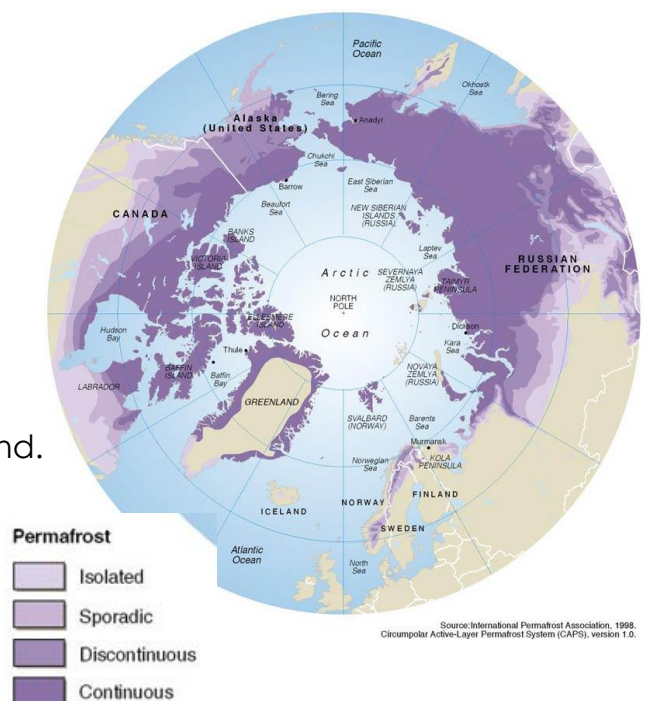 Pacific
Ocean
Okhostk
Sea
Bering
Sea
Alaska
(United States)
Anadyr
Chukchi
Sea
Barrow
East Siberian
Sea
Beaufort
Sea
NEW SIBERIAN
ISLANDS
(RUSSIA)
CANADA
BANKS
ISLAND
Laptev
Sea
VICTORIA
ISLAND
RUSSIAN
FEDERATION
Arctic
SEVERNAYA
ZEMLYA
(RUSSIA)
TAIMYR
PENINSULA
NORTH
POLE
ELLESMERE
ISLAND
Ocean
Dickson
Hudson
Bay
Kara
Sea
Thule
BAFFIN
ISLAND
Baffin
Bay
NOVAYA
ZEMLYA
(RUSSIA)
LABRADOR
GREENLAND
SVALBARD
(NORWAY)
Barents
Sea
nd.
Murmansk
KOLA
PENINSULA
Norwegian
Sea
FINLAND
NORWAY
ICELAND
SWEDEN
Atlantic
Ocean
North
Sea
Permafrost
Isolated
Sporadic
Discontinuous
Continuous
Source:International Permafrost Association, 1998.
Circumpolar Active-Layer Permafrost System (CAPS), version 1.0.